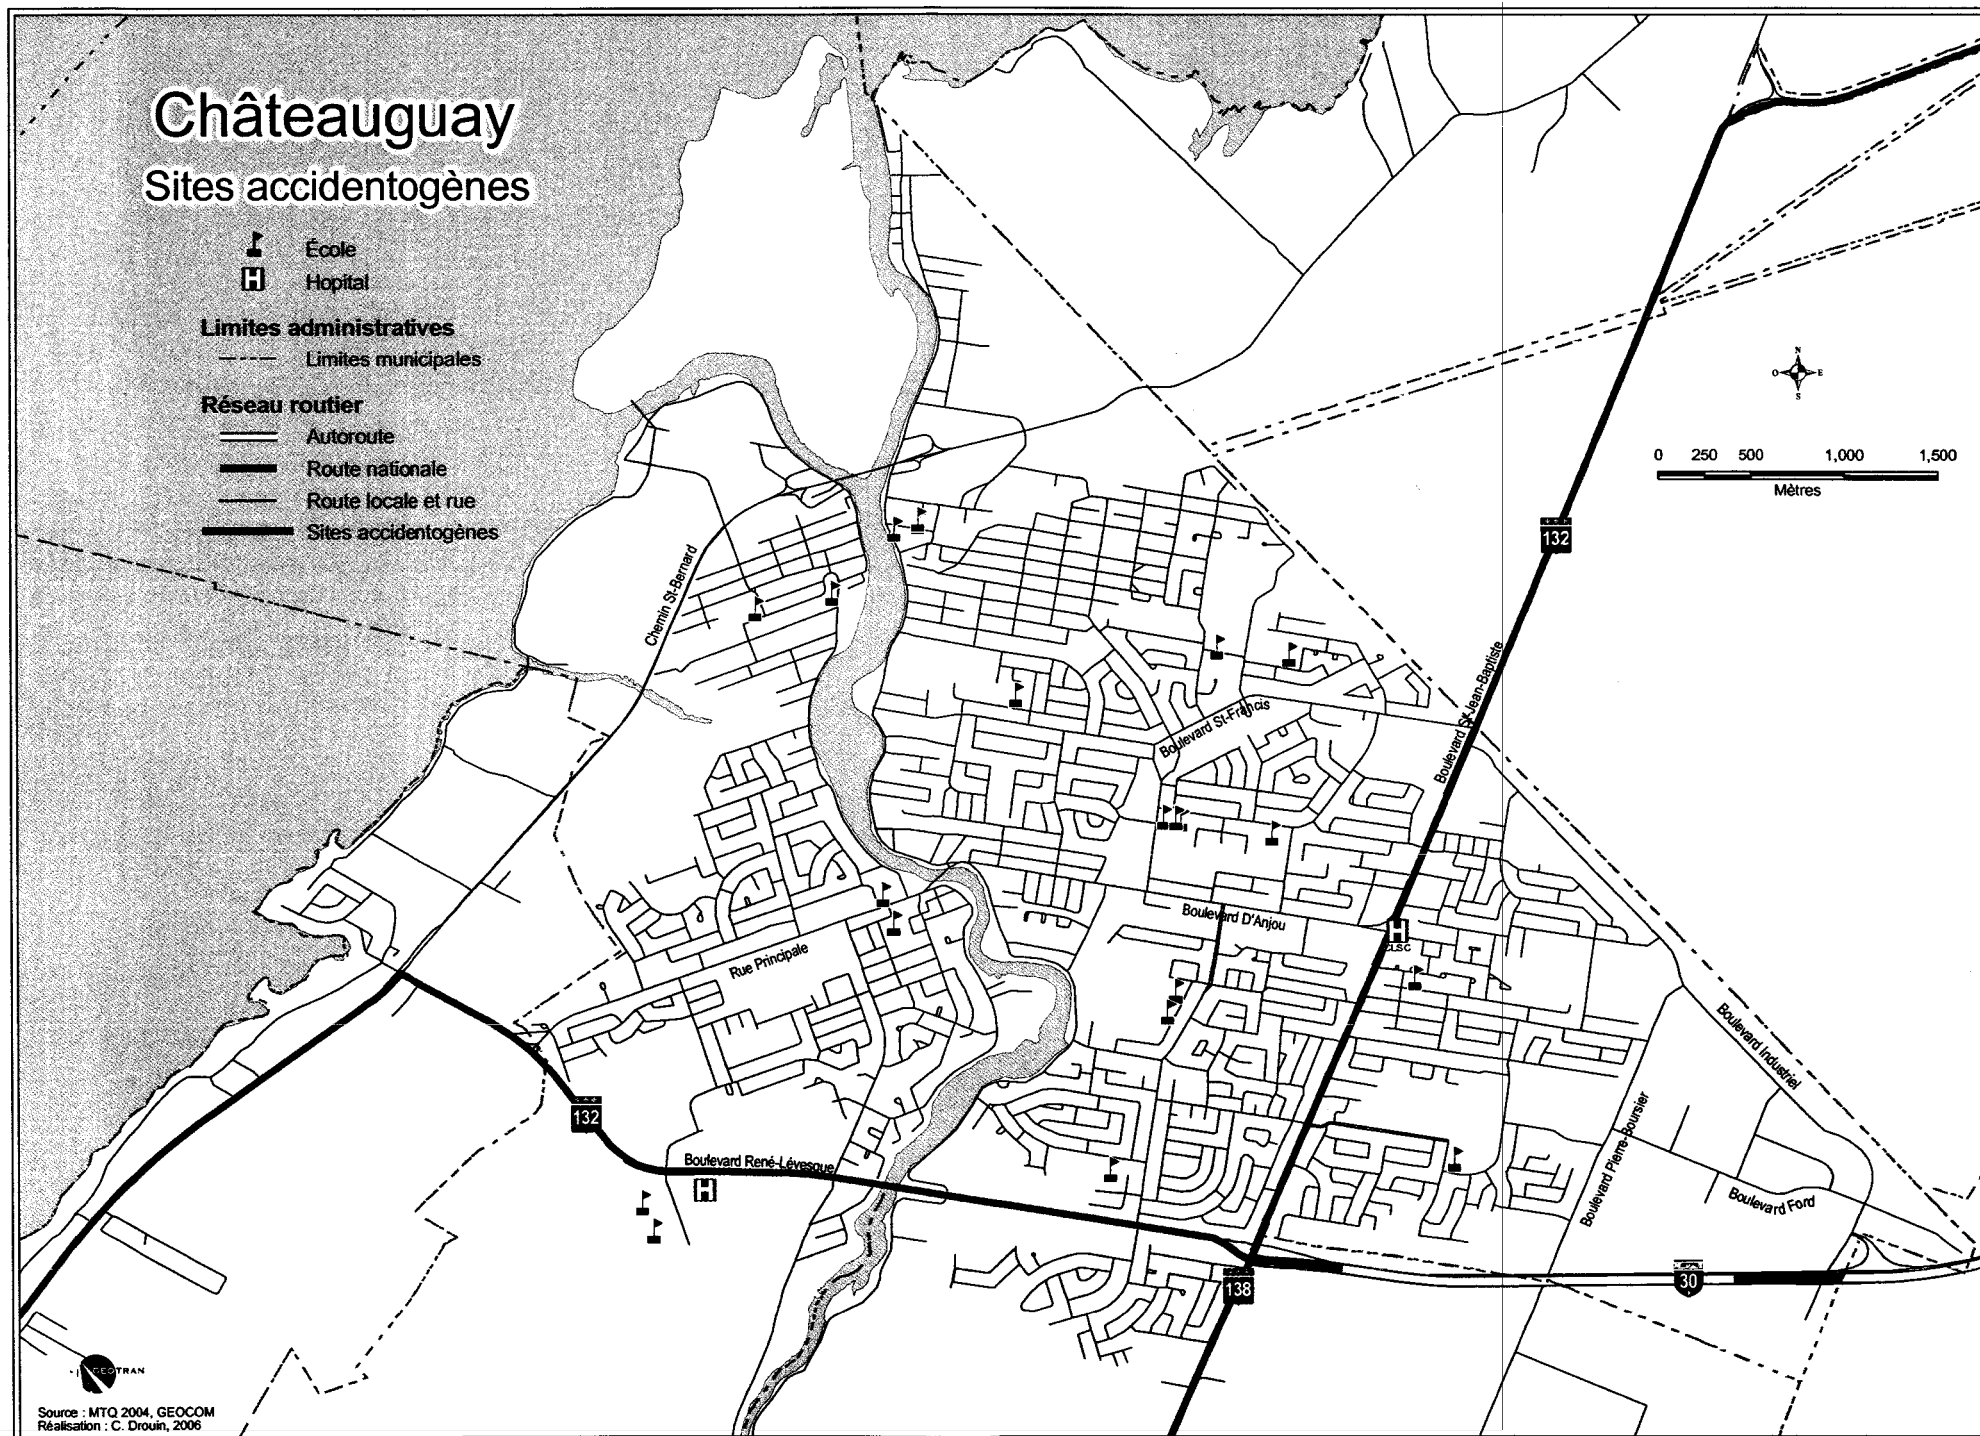 Châteauguay
Sites accidentogènes
École
H Hopital
Limites administratives
Limites municipales
Réseau routier
Autoroute
Route nationale
Route locale et rue
Sites accidentogènes
N
O E
S
0 250 500 1,000 1,500
Mètres
132
Chemin St-Bernard
Boulevard St-Jean-Baptiste
Boulevard St-Francis
Boulevard D'Anjou
H
CLSC
Rue Principale
Boulevard Industriel
132
Boulevard Pierre-Boursier
Boulevard René-Lévesque
H
Boulevard Ford
138
30
GEOTRAN
Source : MTQ 2004, GEOCOM
Réalisation : C. Drouin, 2006